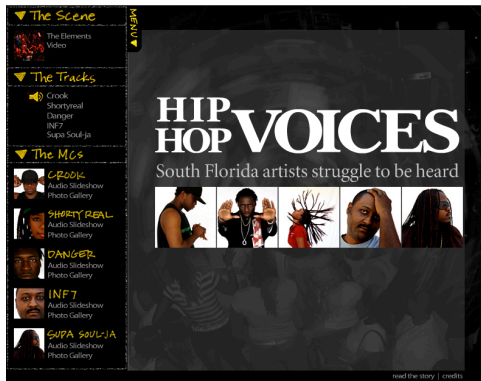 The Scene
The Elements
Video
The Tracks
Crook
Shortyreal
Danger
INF7
Supa Soul-ja
The MCs
CROOK
Audio Slideshow
Photo Gallery
SHORTY REAL
Audio Slideshow
Photo Gallery
DANGER
Audio Slideshow
Photo Gallery
INF7
Audio Slideshow
Photo Gallery
SUPA SOUL-JA
Audio Slideshow
Photo Gallery
MENU
HIP HOP VOICES
South Florida artists struggle to be heard
read the story | credits